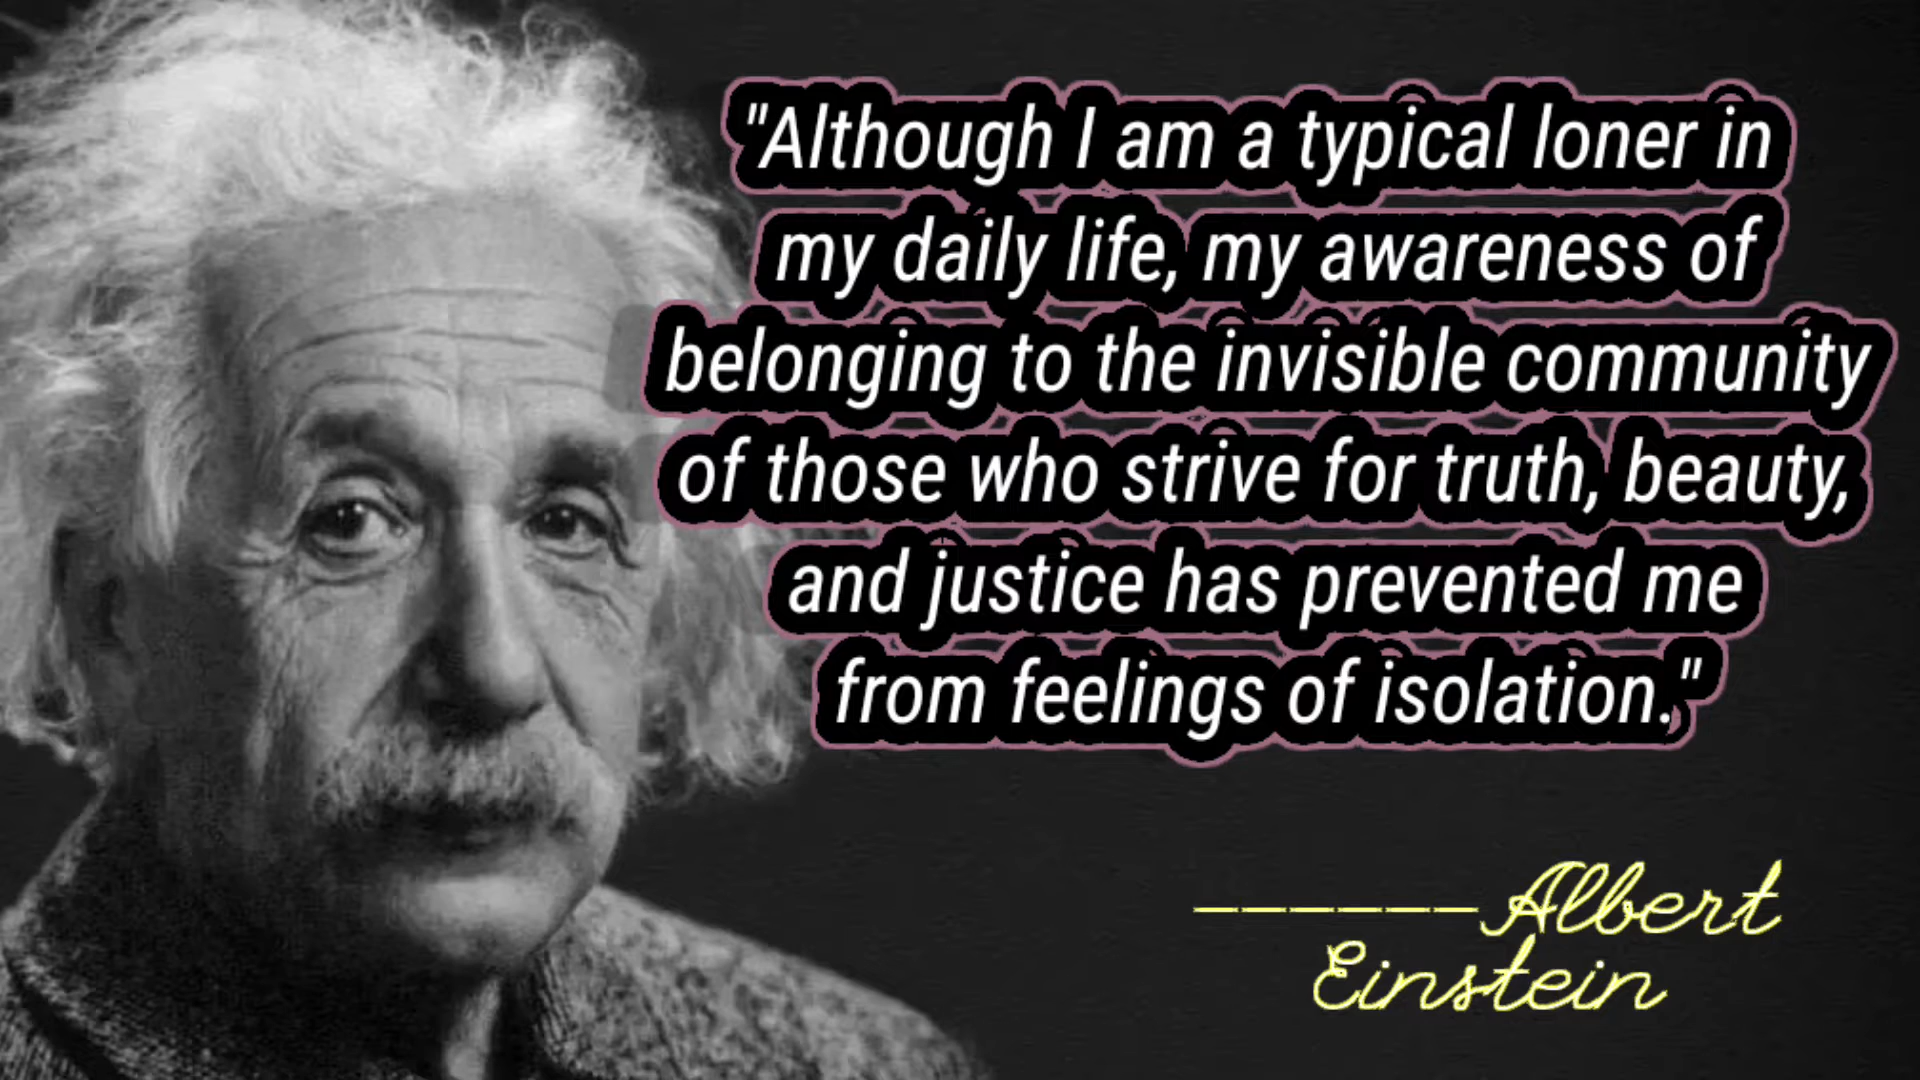 "Although I am a typical loner in
my daily life, my awareness of
belonging to the invisible community
of those who strive for truth, beauty,
and justice has prevented me
from feelings of isolation."
——————Albert
Einstein